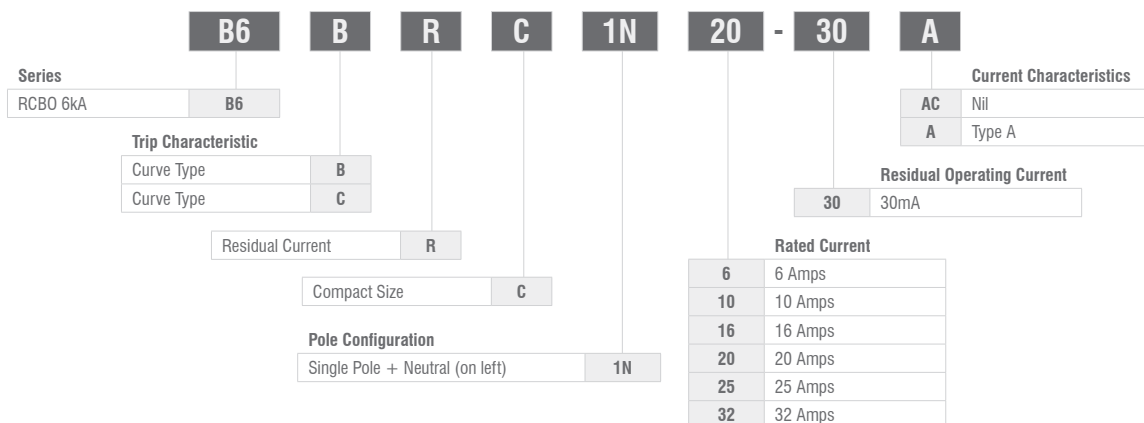 B6 B R C 1N 20 - 30 A
Series
RCBO 6kA B6
Trip Characteristic
Curve Type B
Curve Type C
Residual Current R
Compact Size C
Pole Configuration
Single Pole + Neutral (on left) 1N
Current Characteristics
AC Nil
A Type A
Residual Operating Current
30 30mA
Rated Current
6 6 Amps
10 10 Amps
16 16 Amps
20 20 Amps
25 25 Amps
32 32 Amps